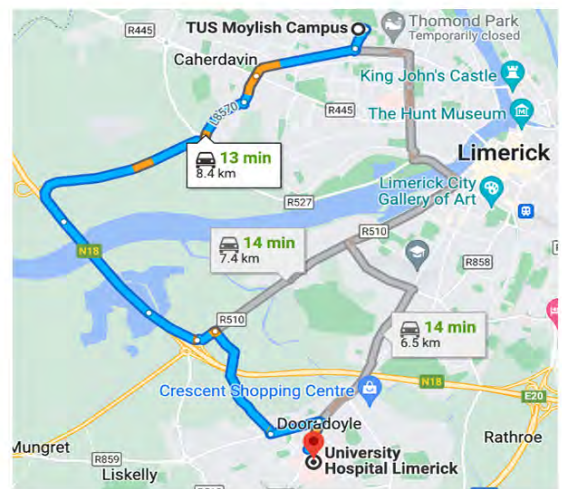 TUS Moylish Campus
Thomond Park
Temporarily closed
R445
Caherdavin
King John's Castle
L8570
R445
The Hunt Museum
13 min
8.4 km
Limerick
Limerick City
Gallery of Art
R527
R510
14 min
7.4 km
N18
R858
R510
14 min
6.5 km
Crescent Shopping Centre
N18
E20
Dooradoyle
Mungret
R859
Rathroe
University
Hospital Limerick
Liskelly